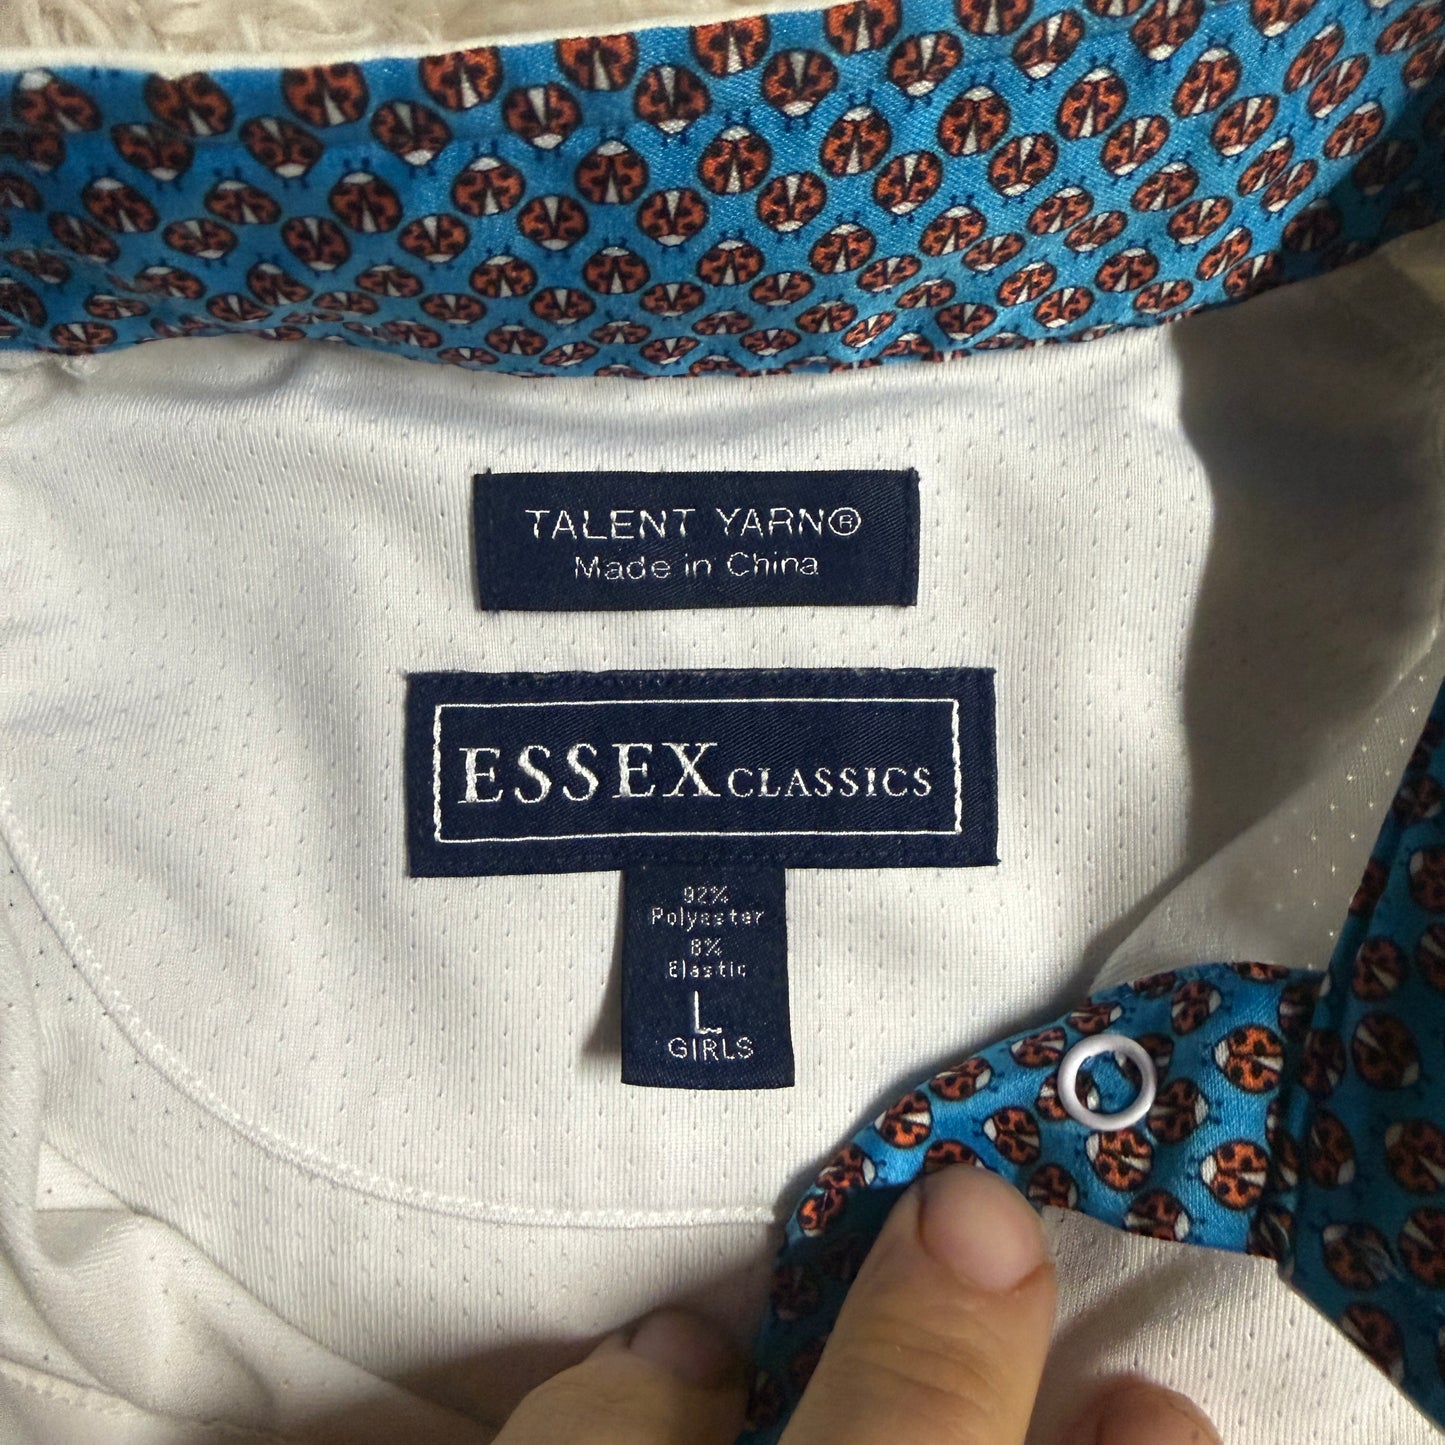 TALENT YARN®
Made in China
ESSEX CLASSICS
92%
Polyester
8%
Elastic
L
GIRLS